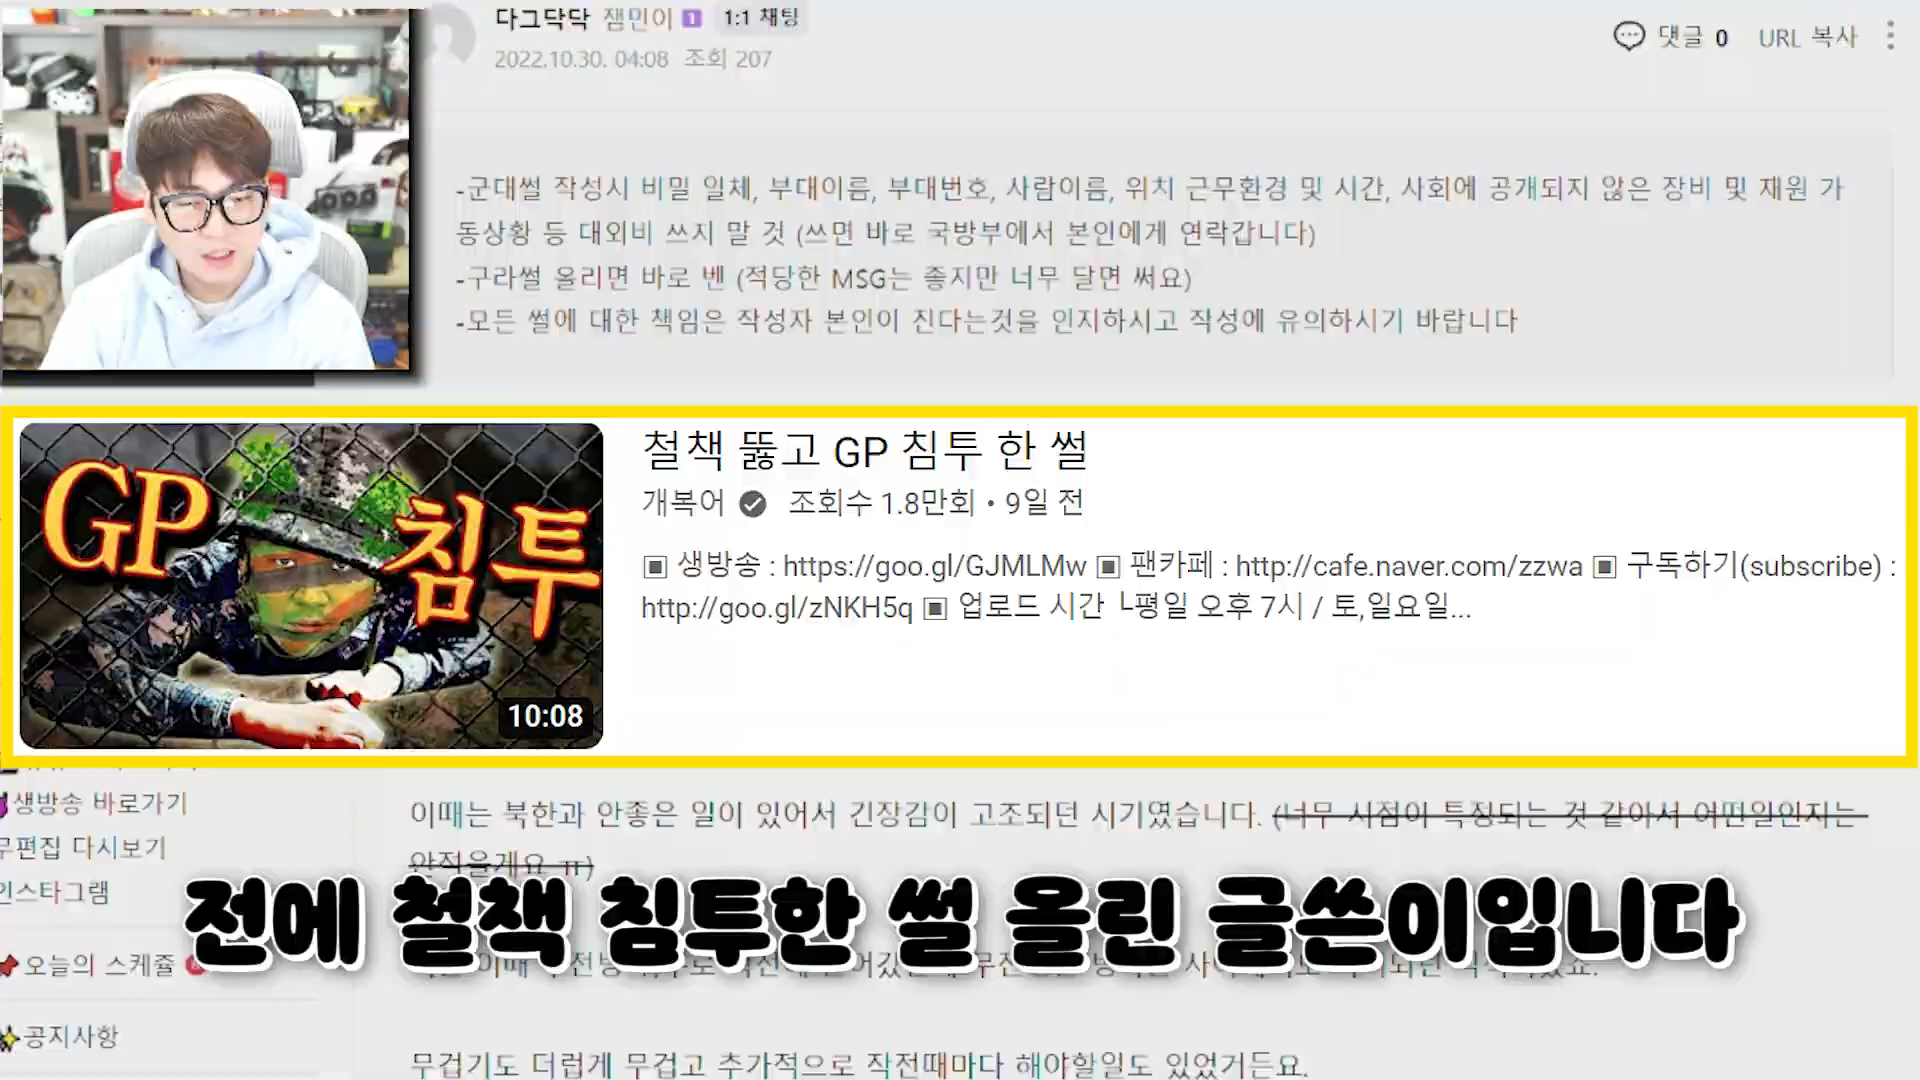 다그닥닥 잼민이 1 1:1 채팅
2022.10.30. 04:08 조회 207
댓글 0 URL 복사
-군대썰 작성시 비밀 일체, 부대이름, 부대번호, 사람이름, 위치 근무환경 및 시간, 사회에 공개되지 않은 장비 및 재원 가
동상황 등 대외비 쓰지 말 것 (쓰면 바로 국방부에서 본인에게 연락갑니다)
-구라썰 올리면 바로 벤 (적당한 MSG는 좋지만 너무 달면 써요)
-모든 썰에 대한 책임은 작성자 본인이 진다는것을 인지하시고 작성에 유의하시기 바랍니다
GP 침투
10:08
철책 뚫고 GP 침투 한 썰
개복어 조회수 1.8만회 • 9일 전
▣ 생방송 : https://goo.gl/GJMLMw ▣ 팬카페 : http://cafe.naver.com/zzwa ▣ 구독하기(subscribe) :
http://goo.gl/zNKH5q ▣ 업로드 시간 └평일 오후 7시 / 토,일요일...
생방송 바로가기
무편집 다시보기
인스타그램
오늘의 스케쥴
공지사항
이때는 북한과 안좋은 일이 있어서 긴장감이 고조되던 시기였습니다. (너무 시점이 특정되는 것 같아서 어떤일인지는
안적을게요 ㅠ)
전에 철책 침투한 썰 올린 글쓴이입니다
무겁기도 더럽게 무겁고 추가적으로 작전때마다 해야할일도 있었거든요.